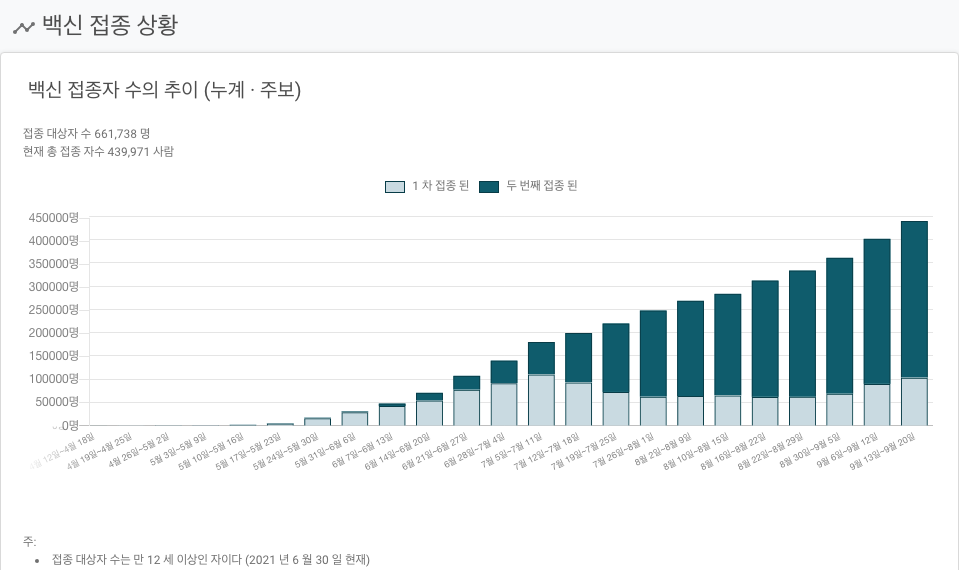 백신 접종 상황
백신 접종자 수의 추이 (누계 · 주보)
접종 대상자 수 661,738 명
현재 총 접종 자수 439,971 사람
1 차 접종 된 두 번째 접종 된
450000명
400000명
350000명
300000명
250000명
200000명
150000명
100000명
50000명
0명
12일~4월 18일
4월 19일~4월 25일
4월 26일~5월 2일
5월 3일~5월 9일
5월 10일~5월 16일
5월 17일~5월 23일
5월 24일~5월 30일
5월 31일~6월 6일
6월 7일~6월 13일
6월 14일~6월 20일
6월 21일~6월 27일
6월 28일~7월 4일
7월 5일~7월 11일
7월 12일~7월 18일
7월 19일~7월 25일
7월 26일~8월 1일
8월 2일~8월 9일
8월 10일~8월 15일
8월 16일~8월 22일
8월 22일~8월 29일
8월 30일~9월 5일
9월 6일~9월 12일
9월 13일~9월 20일
주:
• 접종 대상자 수는 만 12 세 이상인 자이다 (2021 년 6 월 30 일 현재)